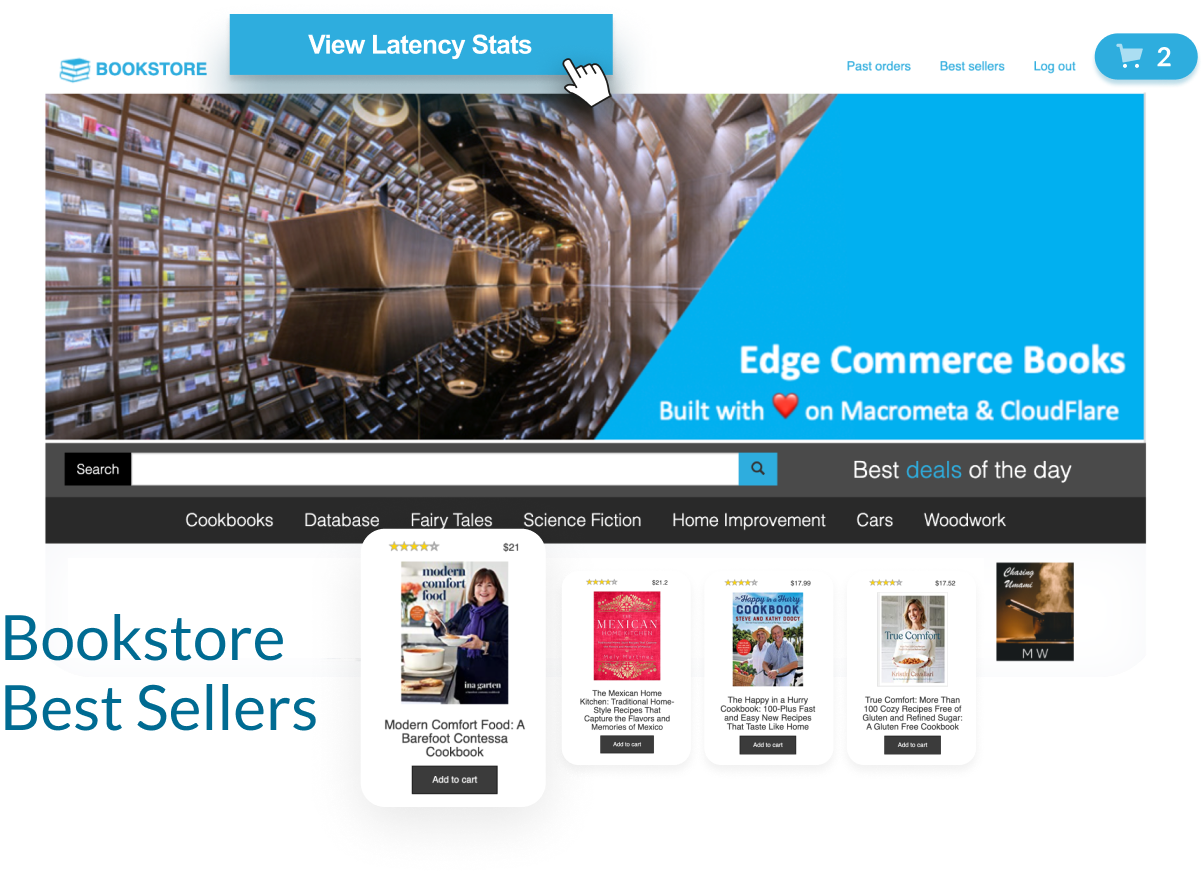 View Latency Stats
BOOKSTORE
Past orders
Best sellers
Log out
2
Edge Commerce Books
Built with ❤️ on Macrometa & CloudFlare
Search
Best deals of the day
Cookbooks
Database
Fairy Tales
Science Fiction
Home Improvement
Cars
Woodwork
Bookstore
Best Sellers
$21
modern
comfort
food
ina garten
Modern Comfort Food: A
Barefoot Contessa
Cookbook
Add to cart
$21.2
THE
MEXICAN
HOME KITCHEN
Mely Martínez
The Mexican Home
Kitchen: Traditional Home-
Style Recipes That
Capture the Flavors and
Memories of Mexico
Add to cart
$17.99
The Happy in a Hurry
COOKBOOK
STEVE AND KATHY DOOCY
The Happy in a Hurry
Cookbook: 100-Plus Fast
and Easy New Recipes
That Taste Like Home
Add to cart
$17.52
True Comfort
Kristin Cavallari
True Comfort: More Than
100 Cozy Recipes Free of
Gluten and Refined Sugar:
A Gluten Free Cookbook
Add to cart
Chasing
Umami
M W